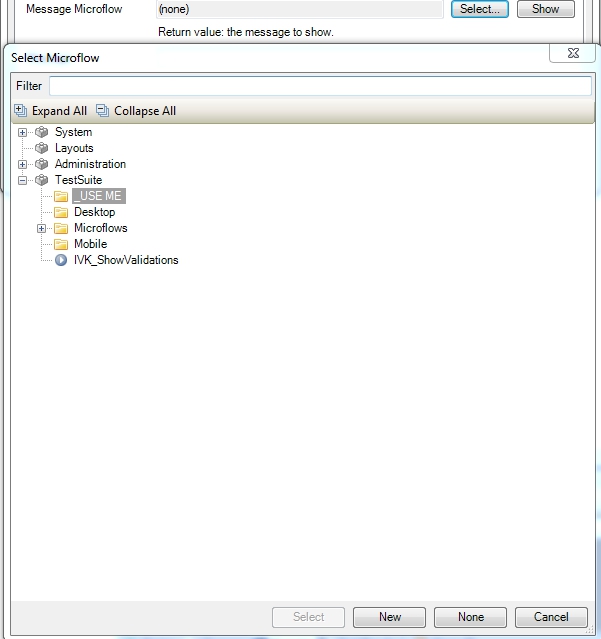 Message Microflow (none) Select... Show
Return value: the message to show.
Select Microflow
Filter
Expand All Collapse All
System
Layouts
Administration
TestSuite
_USE ME
Desktop
Microflows
Mobile
IVK_ShowValidations
Select New None Cancel